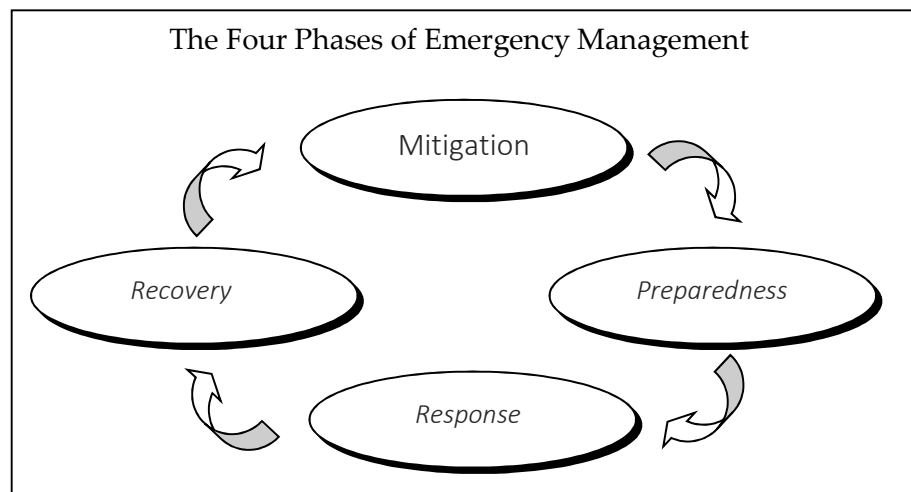 The Four Phases of Emergency Management
Mitigation
Recovery
Preparedness
Response